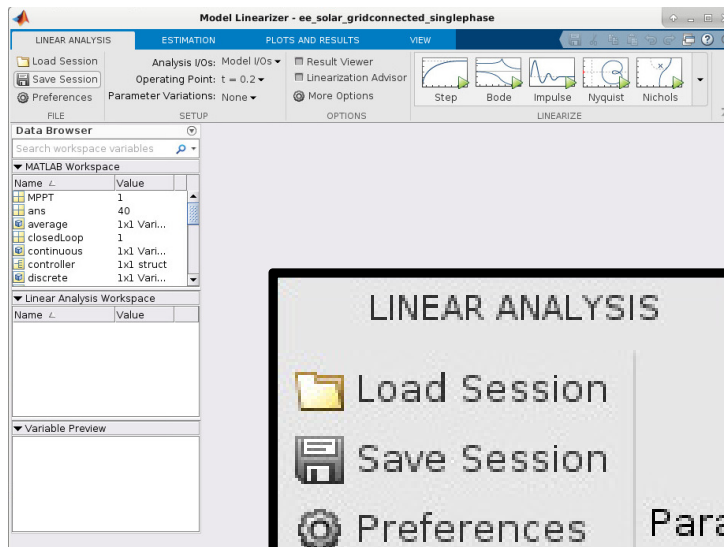 Model Linearizer - ee_solar_gridconnected_singlephase
LINEAR ANALYSIS ESTIMATION PLOTS AND RESULTS VIEW
Load Session
Save Session
Preferences
FILE
Analysis I/Os: Model I/Os
Operating Point: t = 0.2
Parameter Variations: None
SETUP
Result Viewer
Linearization Advisor
More Options
OPTIONS
Step Bode Impulse Nyquist Nichols
LINEARIZE
Data Browser
Search workspace variables
MATLAB Workspace
Name Value
MPPT 1
ans 40
average 1x1 Vari...
closedLoop 1
continuous 1x1 Vari...
controller 1x1 struct
discrete 1x1 Vari...
Linear Analysis Workspace
Name Value
Variable Preview
LINEAR ANALYSIS
Load Session
Save Session
Preferences
Para